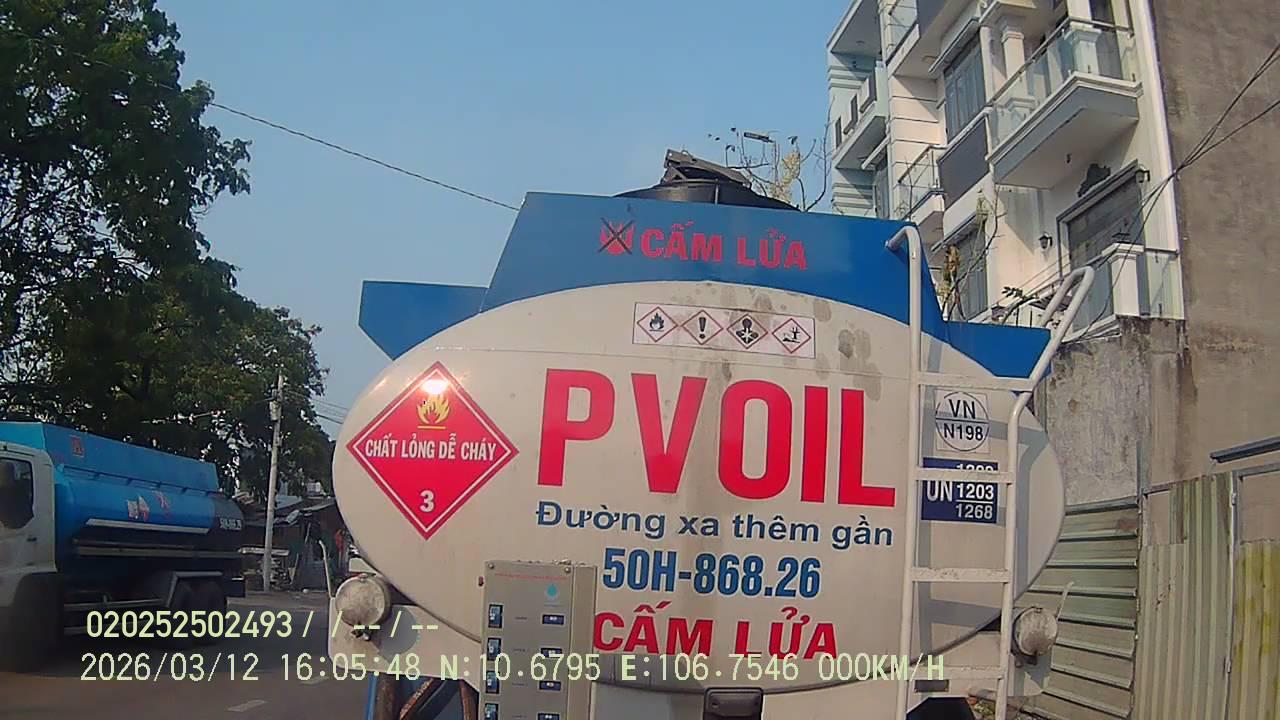 CẤM LỬA
PVOIL
CHẤT LỎNG DỄ CHÁY
3
VN
N198
UN 1203
1268
Đường xa thêm gần
50H-868.26
CẤM LỬA
020252502493 / / -- / --
2026/03/12 16:05:48 N:10.6795 E:106.7546 000KM/H